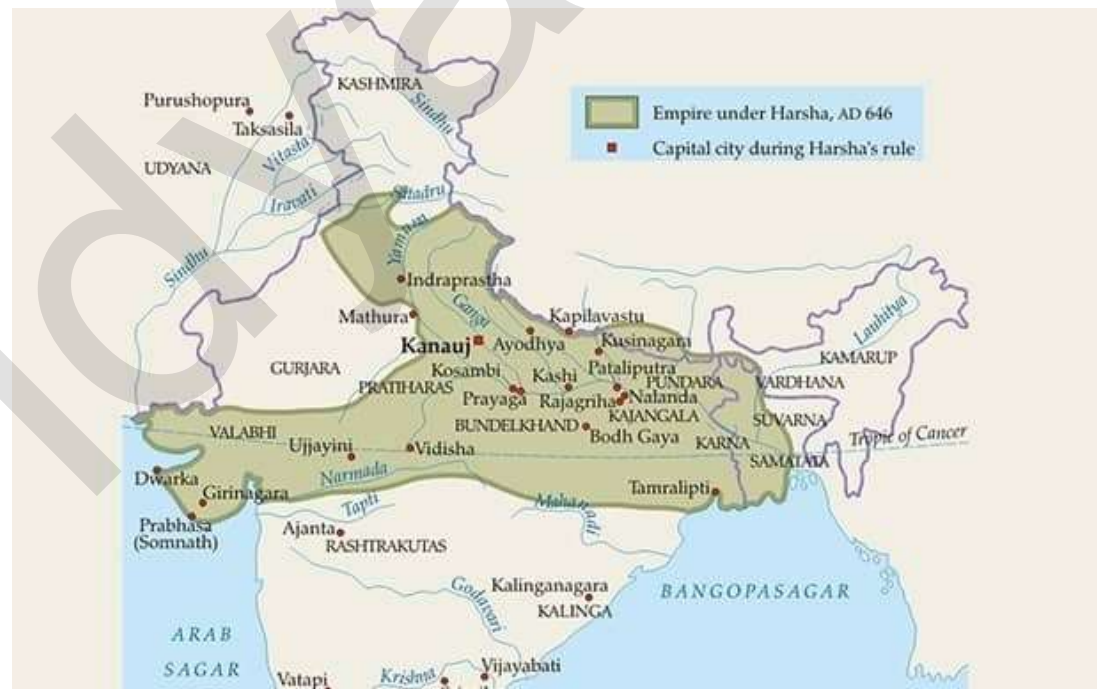 KASHMIRA
Sindhu
Purushopura
Taksasila
Vitasta
UDYANA
Iravati
Satadru
Sindhu
Empire under Harsha, AD 646
Capital city during Harsha's rule
Yamuna
Indraprastha
Ganga
Mathura
Kanauj
Ayodhya
Kapilavastu
Kusinagara
Lauhitya
KAMARUP
GURJARA
PRATIHARAS
Kosambi
Kashi
Pataliputra
PUNDARA
VARDHANA
Prayaga
Rajagriha
Nalanda
KAJANGALA
BUNDELKHAND
Bodh Gaya
SUVARNA
KARNA
Tropic of Cancer
SAMATATA
VALABHI
Ujjayini
Vidisha
Narmada
Dwarka
Girinagara
Tamralipti
Prabhasa
(Somnath)
Tapti
Mahanadi
Ajanta
RASHTRAKUTAS
Godavari
Kalinganagara
KALINGA
BANGOPASAGAR
ARAB
SAGAR
Vatapi
Krishna
Vijayabati